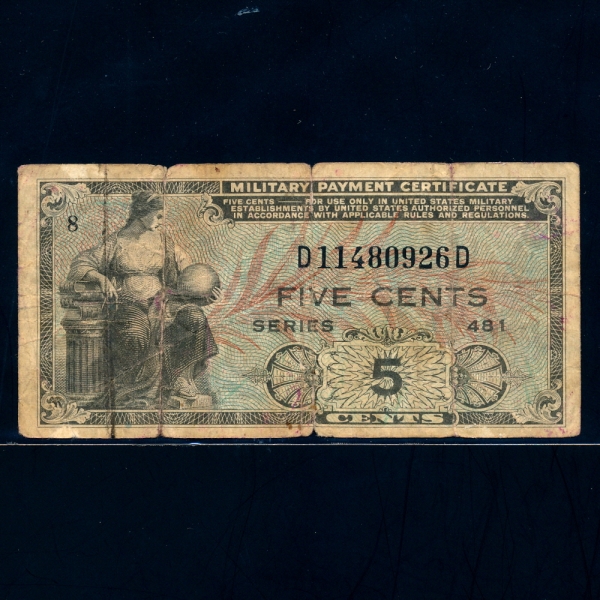 MILITARY PAYMENT CERTIFICATE
FIVE CENTS — FOR USE ONLY IN UNITED STATES MILITARY
ESTABLISHMENTS BY UNITED STATES AUTHORIZED PERSONNEL
IN ACCORDANCE WITH APPLICABLE RULES AND REGULATIONS.
8
D11480926D
FIVE CENTS
SERIES 481
5
CENTS